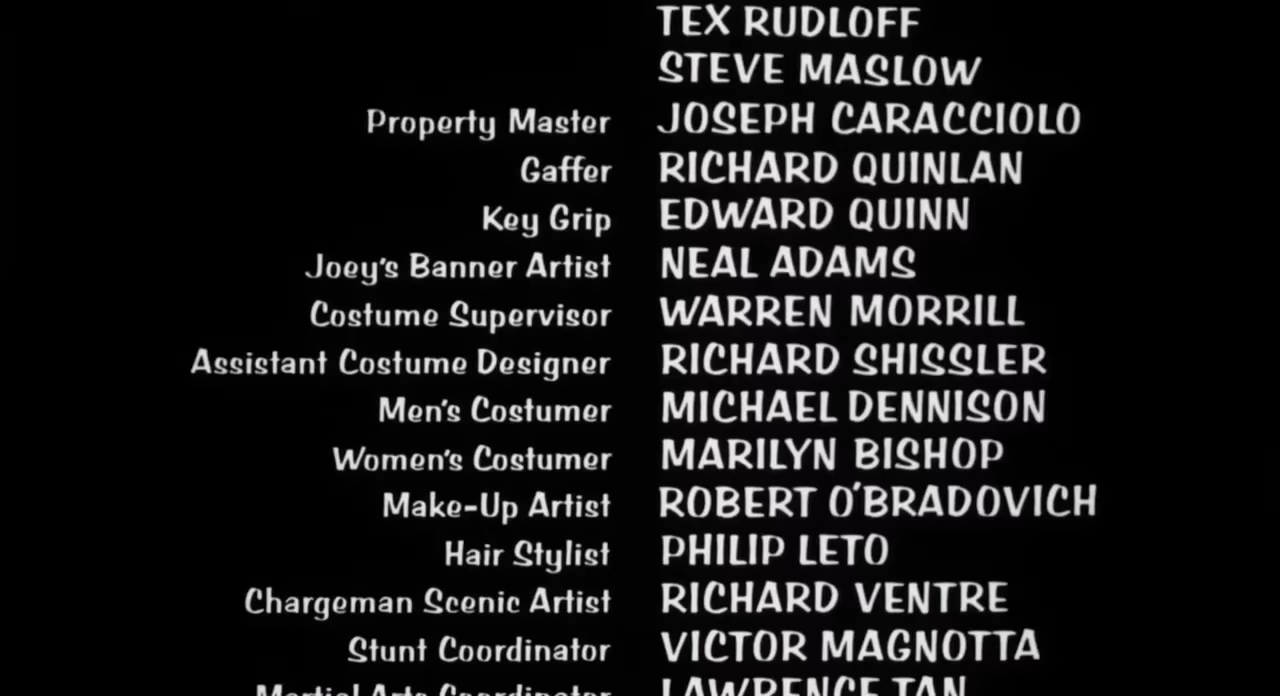 TEX RUDLOFF
STEVE MASLOW
Property Master JOSEPH CARACCIOLO
Gaffer RICHARD QUINLAN
Key Grip EDWARD QUINN
Joey's Banner Artist NEAL ADAMS
Costume Supervisor WARREN MORRILL
Assistant Costume Designer RICHARD SHISSLER
Men's Costumer MICHAEL DENNISON
Women's Costumer MARILYN BISHOP
Make-Up Artist ROBERT O'BRADOVICH
Hair Stylist PHILIP LETO
Chargeman Scenic Artist RICHARD VENTRE
Stunt Coordinator VICTOR MAGNOTTA
Martial Arts Coordinator LAWRENCE TAN